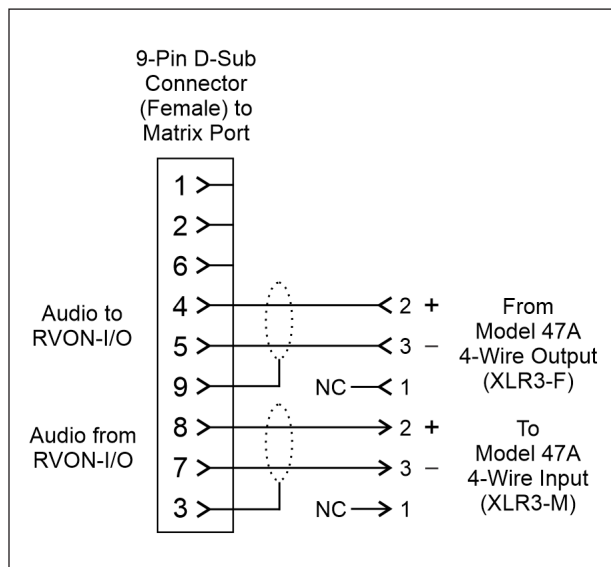 9-Pin D-Sub
Connector
(Female) to
Matrix Port
1
2
6
Audio to
RVON-I/O
4
5
9
2 +
3 –
NC 1
From
Model 47A
4-Wire Output
(XLR3-F)
Audio from
RVON-I/O
8
7
3
2 +
3 –
NC 1
To
Model 47A
4-Wire Input
(XLR3-M)